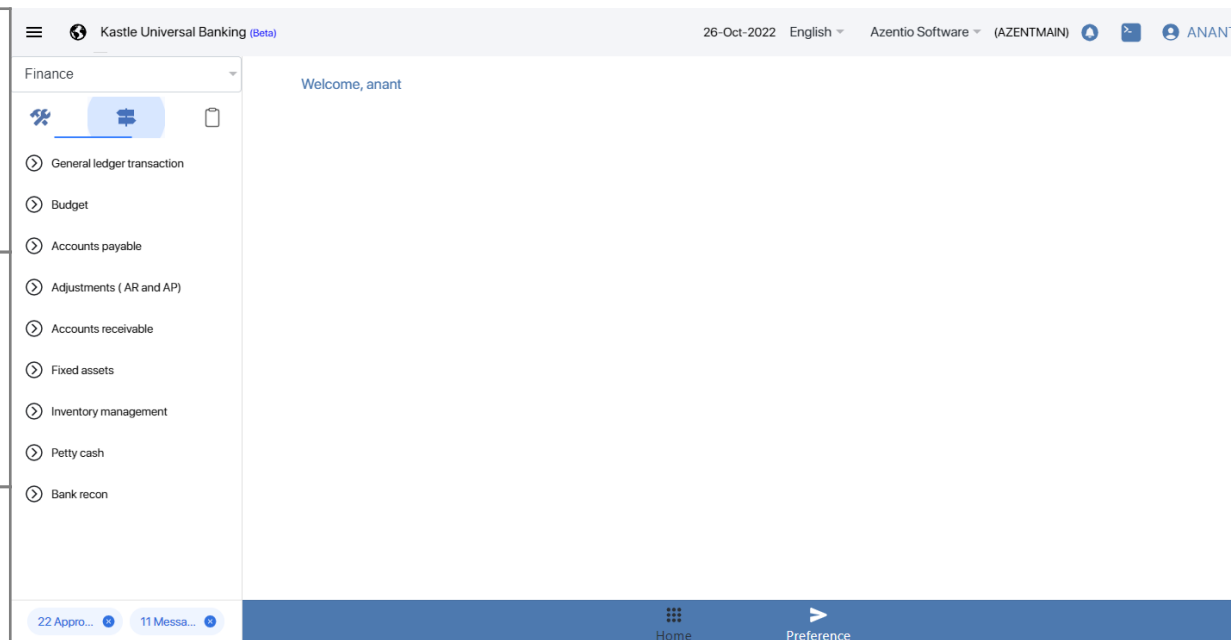 Kastle Universal Banking (Beta) 26-Oct-2022 English Azentio Software (AZENTMAIN) ANANT
Finance
Welcome, anant
General ledger transaction
Budget
Accounts payable
Adjustments ( AR and AP)
Accounts receivable
Fixed assets
Inventory management
Petty cash
Bank recon
22 Appro... 11 Messa...
Home Preference